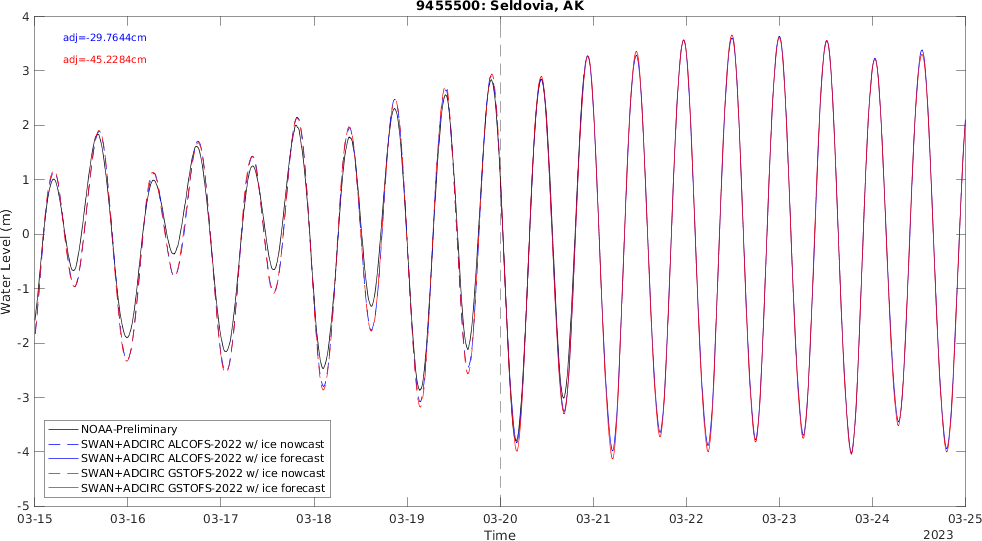 9455500: Seldovia, AK
adj=-29.7644cm
adj=-45.2284cm
Water Level (m)
4
3
2
1
0
-1
-2
-3
-4
-5
NOAA-Preliminary
SWAN+ADCIRC ALCOFS-2022 w/ ice nowcast
SWAN+ADCIRC ALCOFS-2022 w/ ice forecast
SWAN+ADCIRC GSTOFS-2022 w/ ice nowcast
SWAN+ADCIRC GSTOFS-2022 w/ ice forecast
03-15 03-16 03-17 03-18 03-19 03-20 03-21 03-22 03-23 03-24 03-25
Time
2023